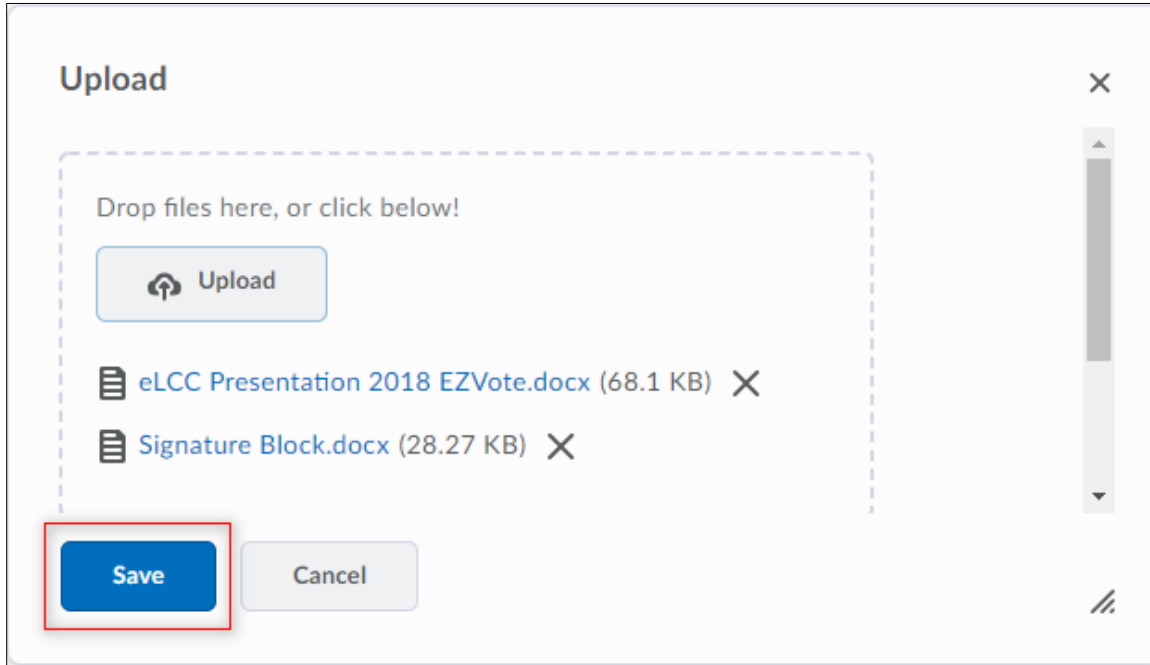 Upload
Drop files here, or click below!
Upload
eLCC Presentation 2018 EZVote.docx (68.1 KB)
Signature Block.docx (28.27 KB)
Save
Cancel